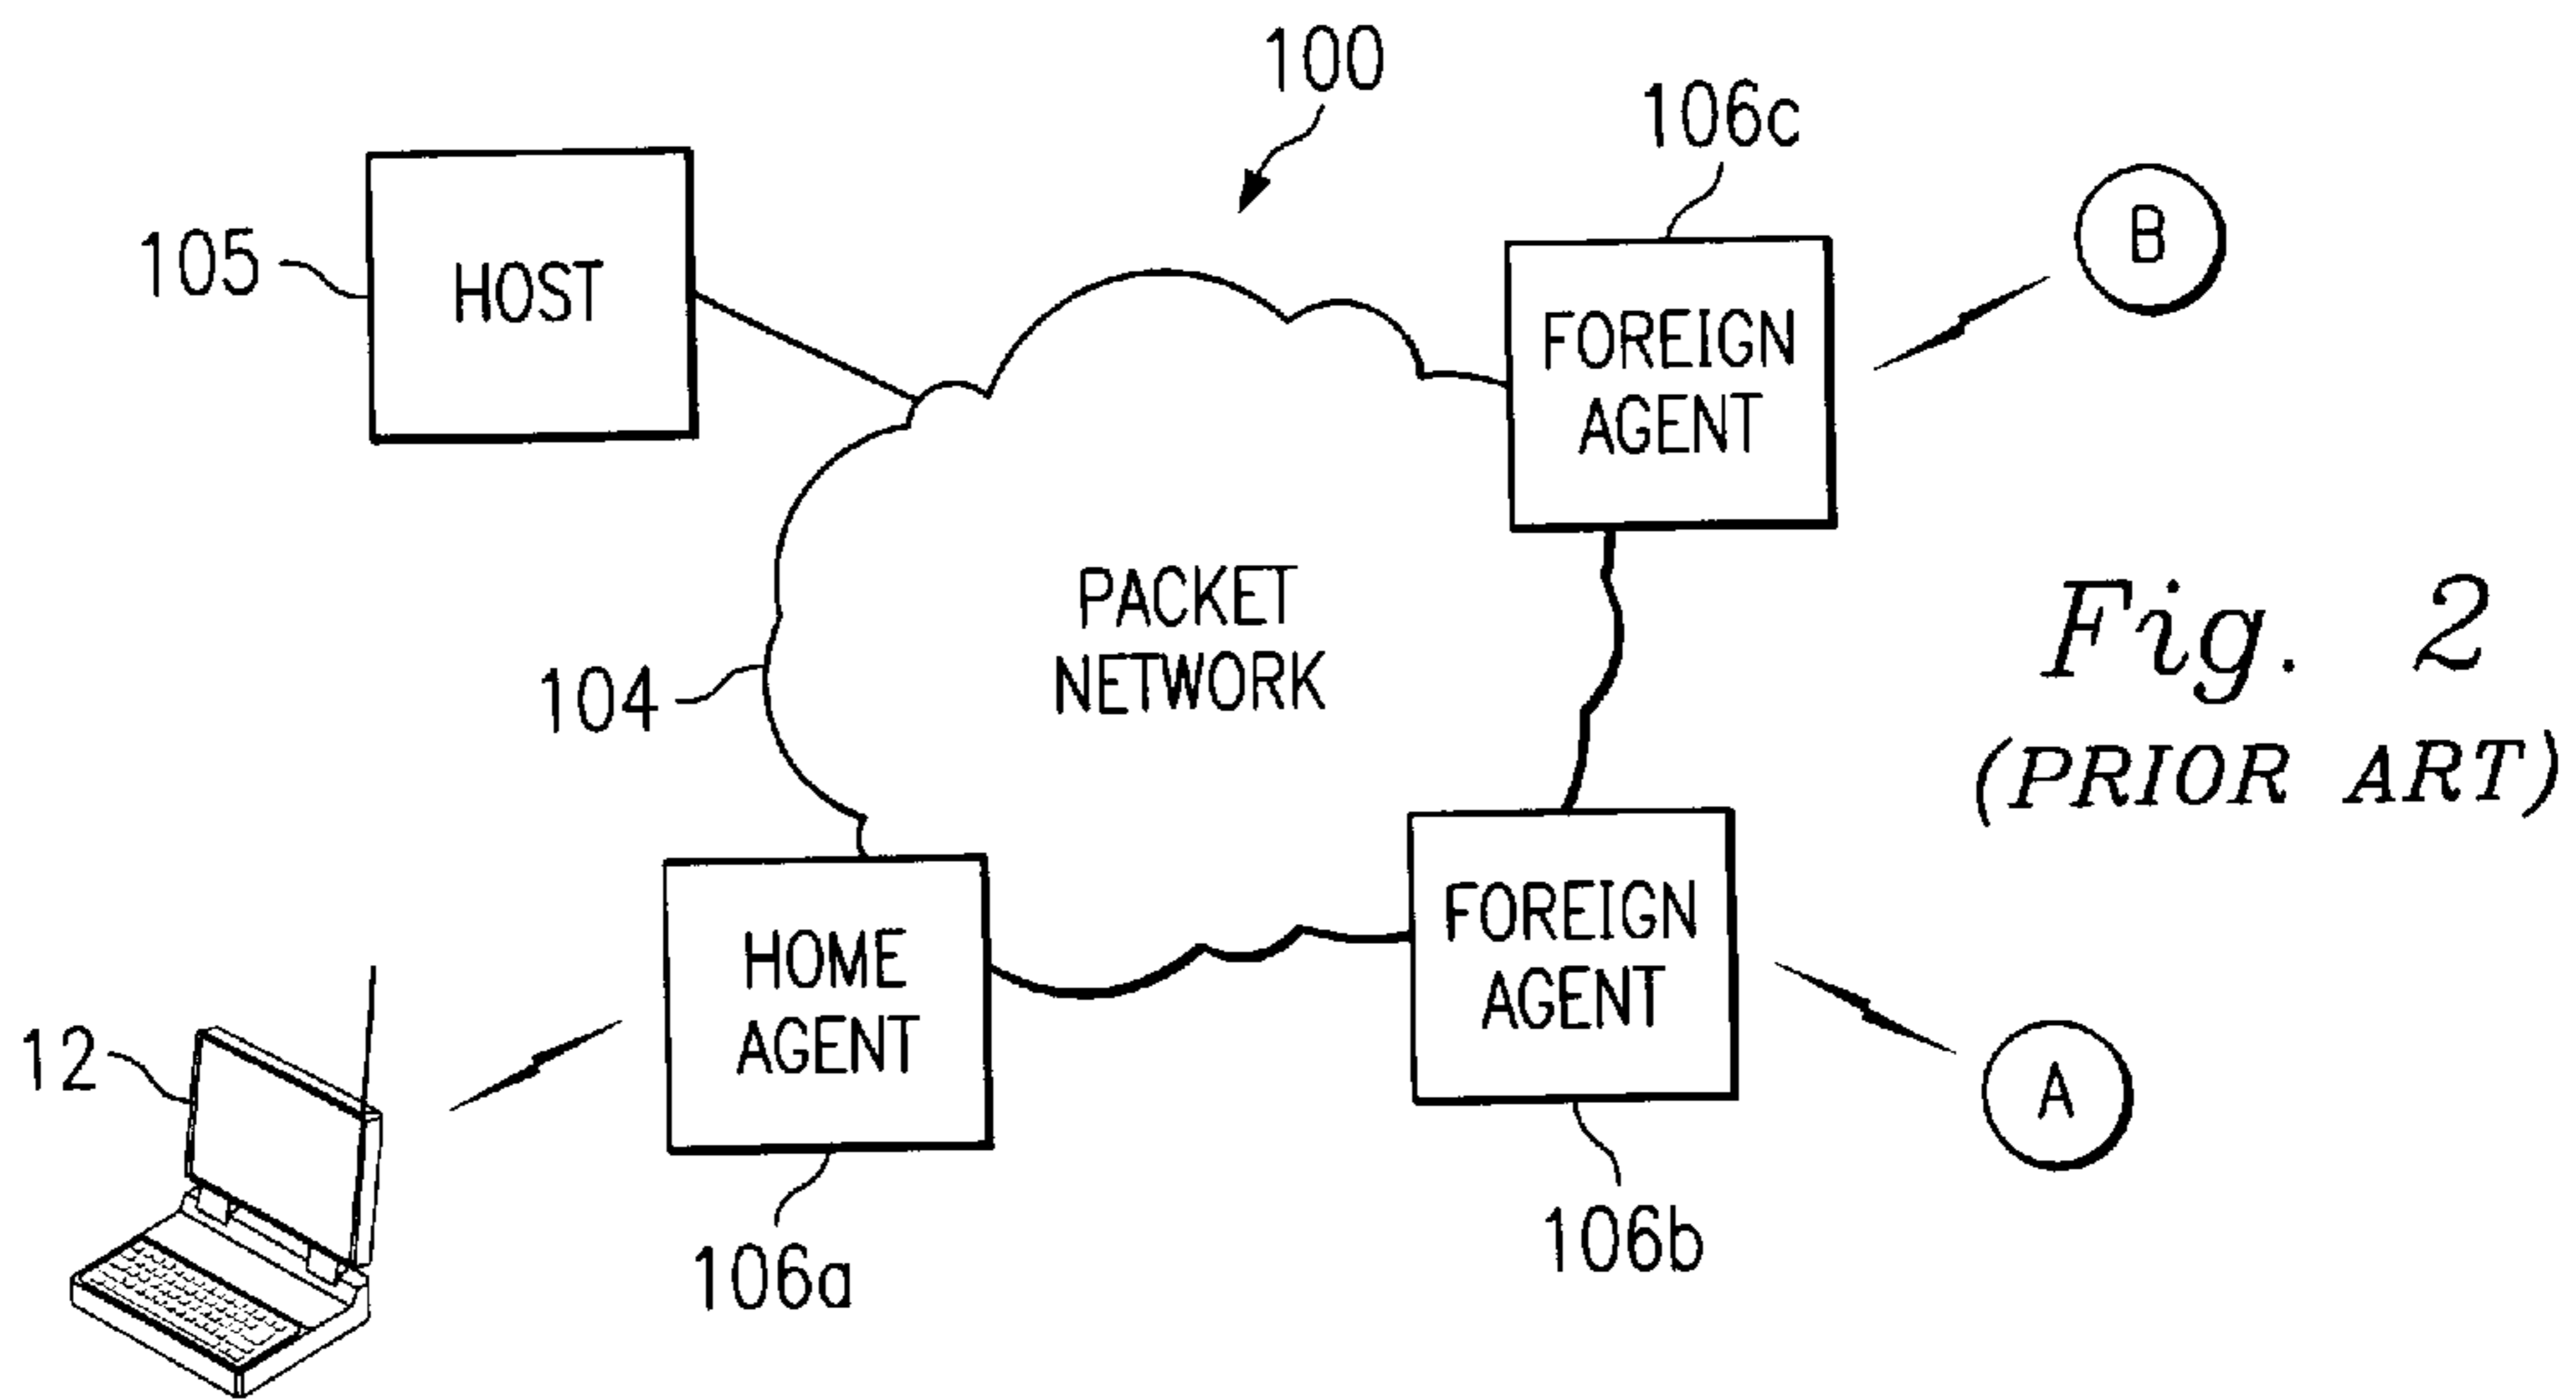 100
106c
B
105
HOST
FOREIGN
AGENT
PACKET
NETWORK
104
Fig. 2
(PRIOR ART)
HOME
AGENT
FOREIGN
AGENT
12
A
106a
106b